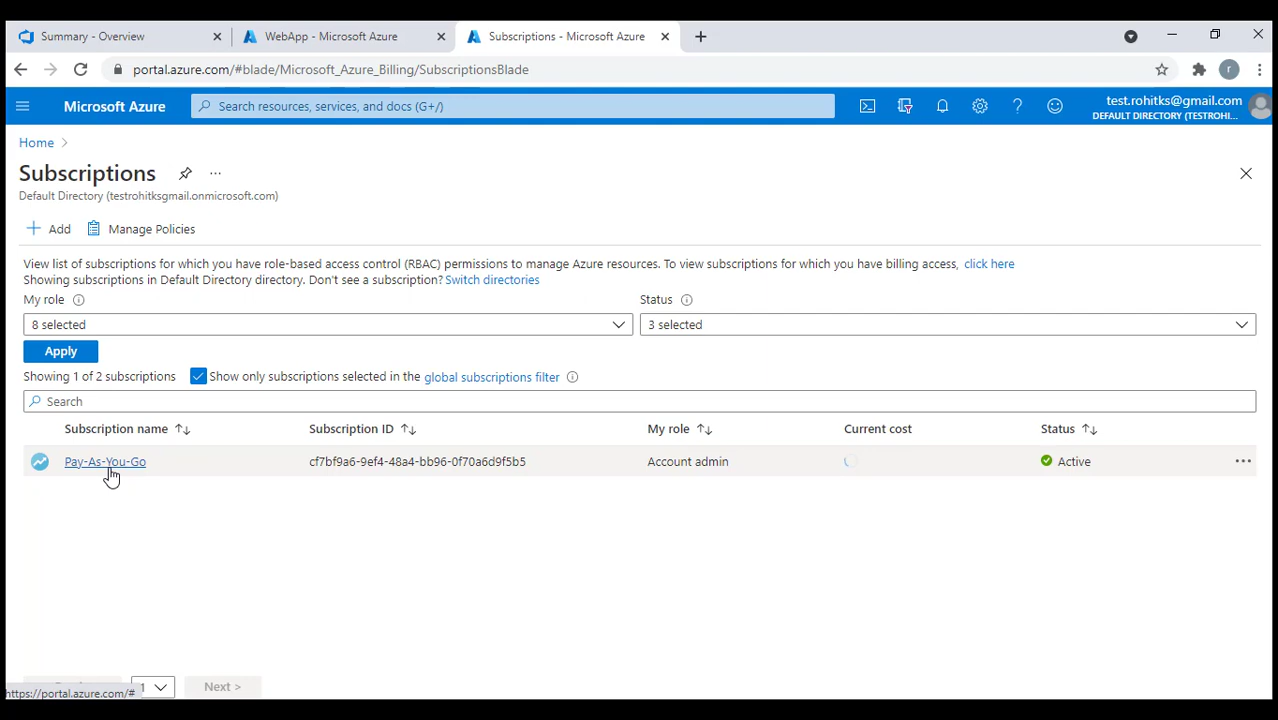 Summary - Overview
WebApp - Microsoft Azure
Subscriptions - Microsoft Azure
portal.azure.com/#blade/Microsoft_Azure_Billing/SubscriptionsBlade
r
Microsoft Azure
Search resources, services, and docs (G+/)
test.rohitks@gmail.com
DEFAULT DIRECTORY (TESTROHI...
Home
Subscriptions
Default Directory (testrohitksgmail.onmicrosoft.com)
Add
Manage Policies
View list of subscriptions for which you have role-based access control (RBAC) permissions to manage Azure resources. To view subscriptions for which you have billing access, click here
Showing subscriptions in Default Directory directory. Don't see a subscription? Switch directories
My role
Status
8 selected
3 selected
Apply
Showing 1 of 2 subscriptions
Show only subscriptions selected in the global subscriptions filter
Search
Subscription name
Subscription ID
My role
Current cost
Status
Pay-As-You-Go
cf7bf9a6-9ef4-48a4-bb96-0f70a6d9f5b5
Account admin
Active
1
Next >
https://portal.azure.com/#